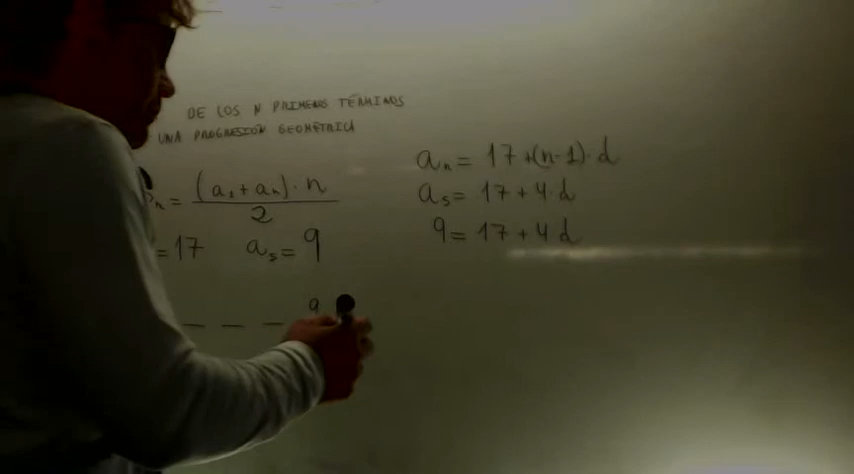 DE LOS N PRIMEROS TÉRMINOS
UNA PROGRESIÓN GEOMÉTRICA
n = (a₁ + aₙ) · n
2
= 17 a₅ = 9
9
aₙ = 17 + (n-1) · d
a₅ = 17 + 4 · d
9 = 17 + 4 d